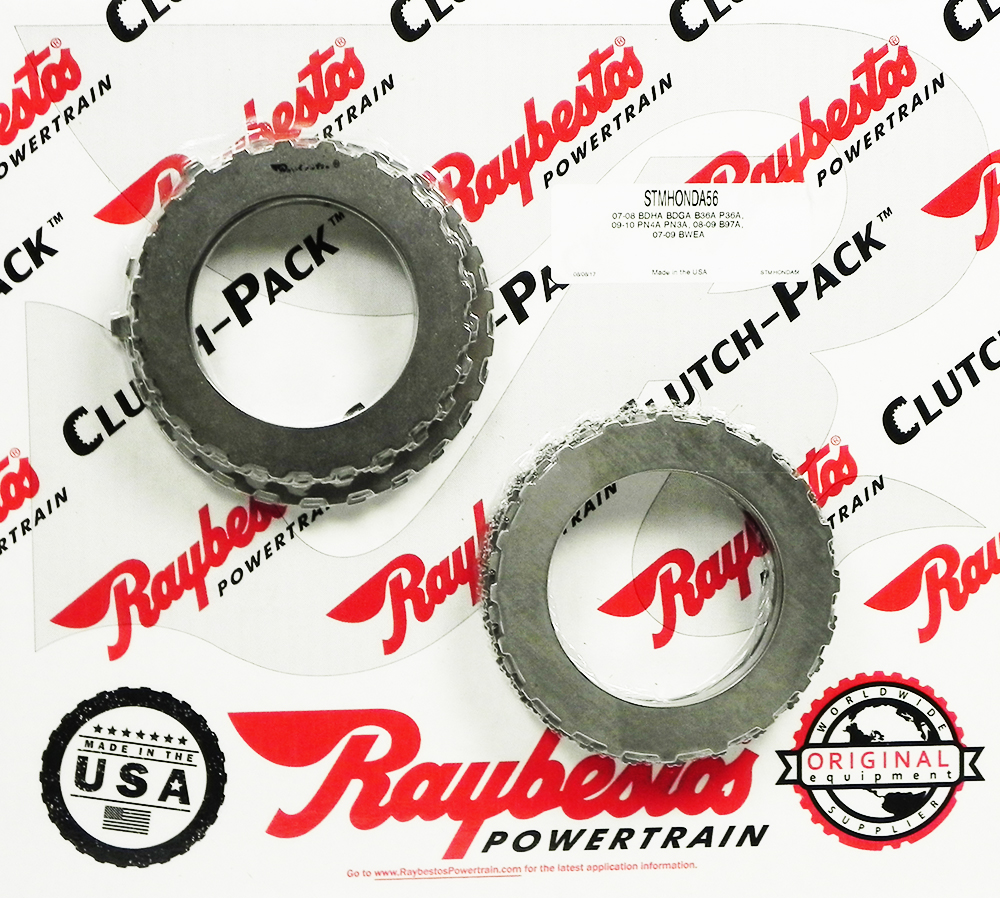 CLUTCH-PACK
Raybestos®
POWERTRAIN
Raybestos®
POWERTRAIN
Raybestos®
POWERTRAIN
Raybestos®
POWERTRAIN
STMHONDA56
07-08 BDHA BDGA B36A P36A,
09-10 PN4A PN3A, 08-09 B97A,
07-09 BWEA
Made in the USA
STMHONDA56
PACK™
CLUTCH-PACK™
CLUTCH-PACK™
CLUTCH-PACK™
Raybestos
POWERTRAIN
Raybestos
POWERTRAIN
Raybestos
Raybestos®
POWERTRAIN
Raybestos
MADE IN THE
USA
Raybestos
POWERTRAIN
Go to www.RaybestosPowertrain.com for the latest application information.
WORLDWIDE
ORIGINAL
equipment
SUPPLIER